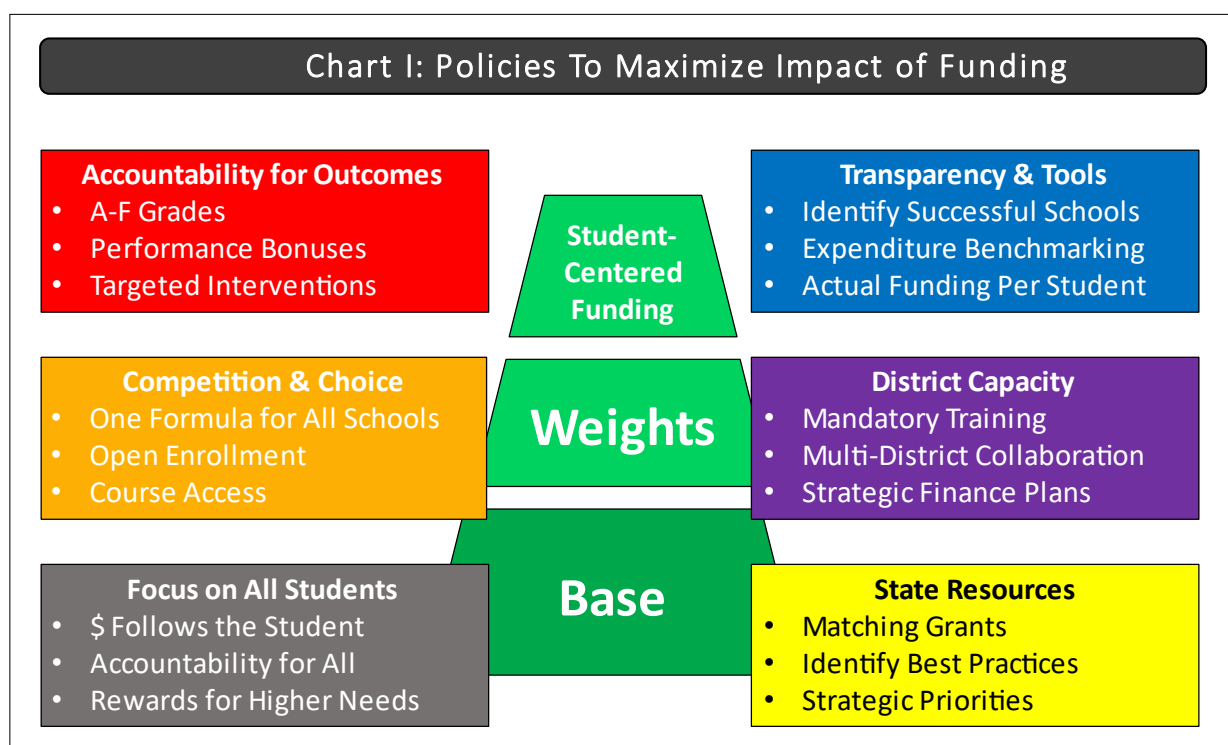 Chart I: Policies To Maximize Impact of Funding
Accountability for Outcomes
• A-F Grades
• Performance Bonuses
• Targeted Interventions
Student-
Centered
Funding
Transparency & Tools
• Identify Successful Schools
• Expenditure Benchmarking
• Actual Funding Per Student
Competition & Choice
• One Formula for All Schools
• Open Enrollment
• Course Access
Weights
District Capacity
• Mandatory Training
• Multi-District Collaboration
• Strategic Finance Plans
Focus on All Students
• $ Follows the Student
• Accountability for All
• Rewards for Higher Needs
Base
State Resources
• Matching Grants
• Identify Best Practices
• Strategic Priorities